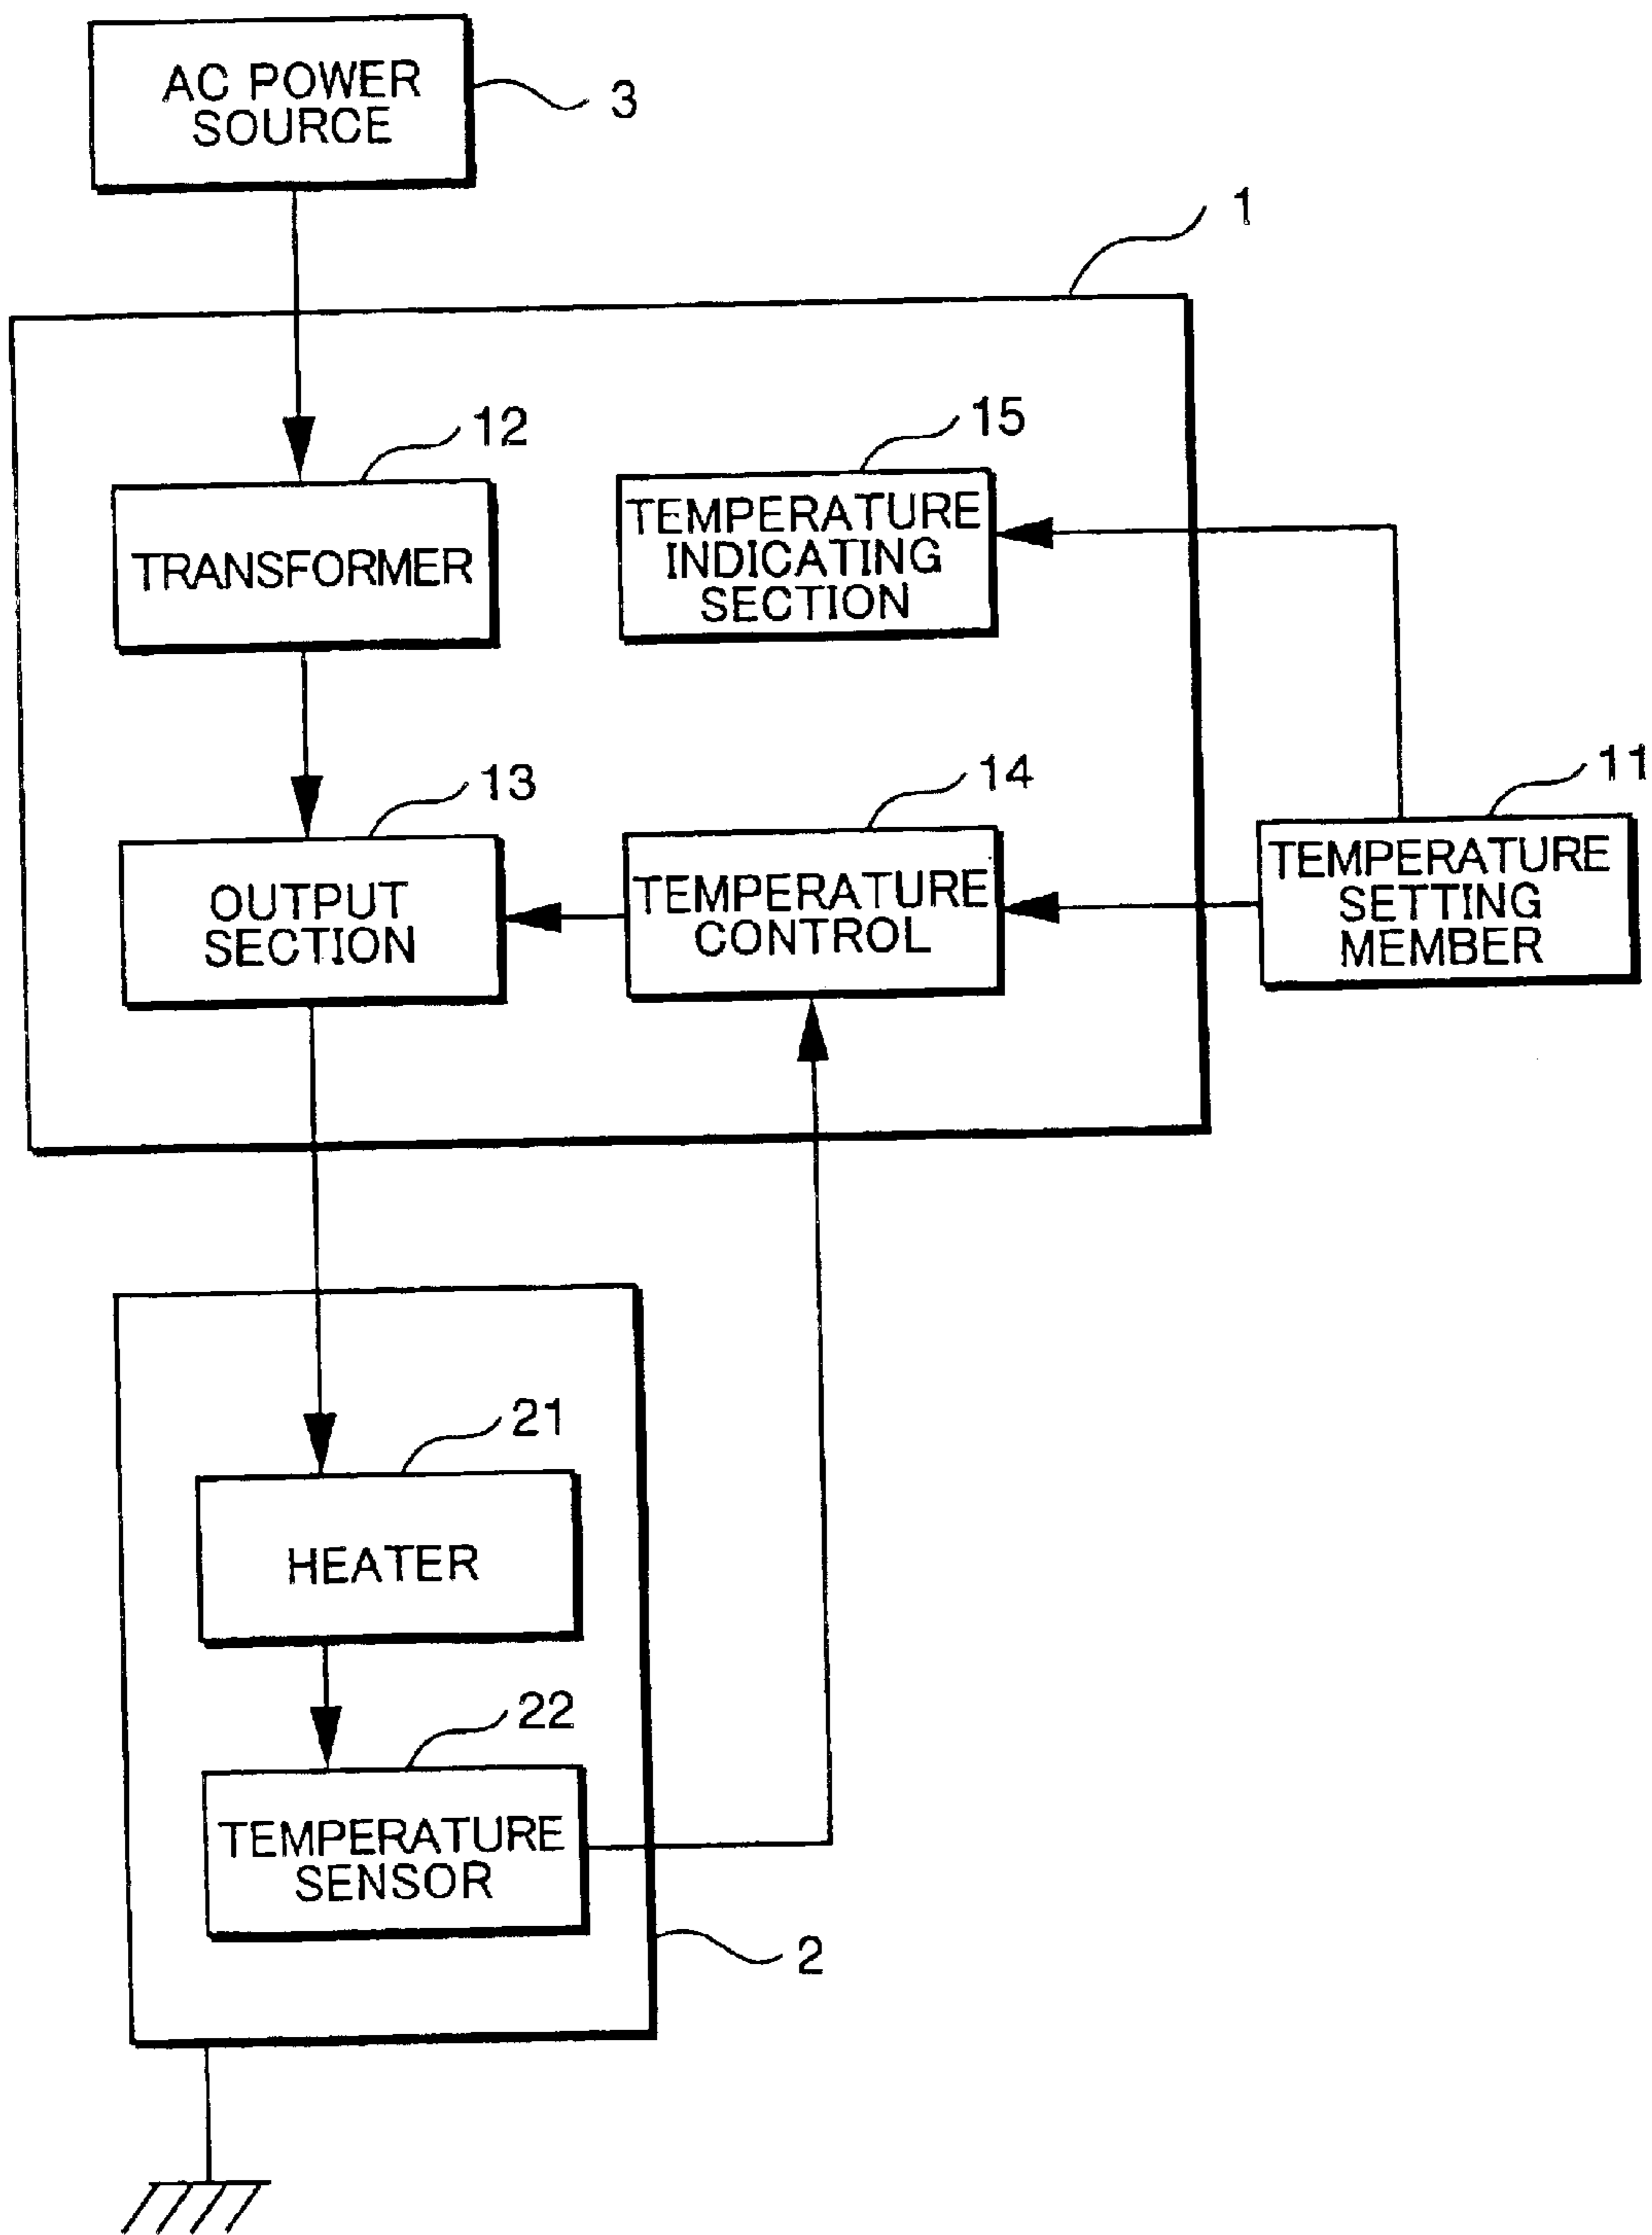 AC POWER
SOURCE
3
1
12
15
TRANSFORMER
TEMPERATURE
INDICATING
SECTION
13
14
11
OUTPUT
SECTION
TEMPERATURE
CONTROL
TEMPERATURE
SETTING
MEMBER
21
HEATER
22
TEMPERATURE
SENSOR
2